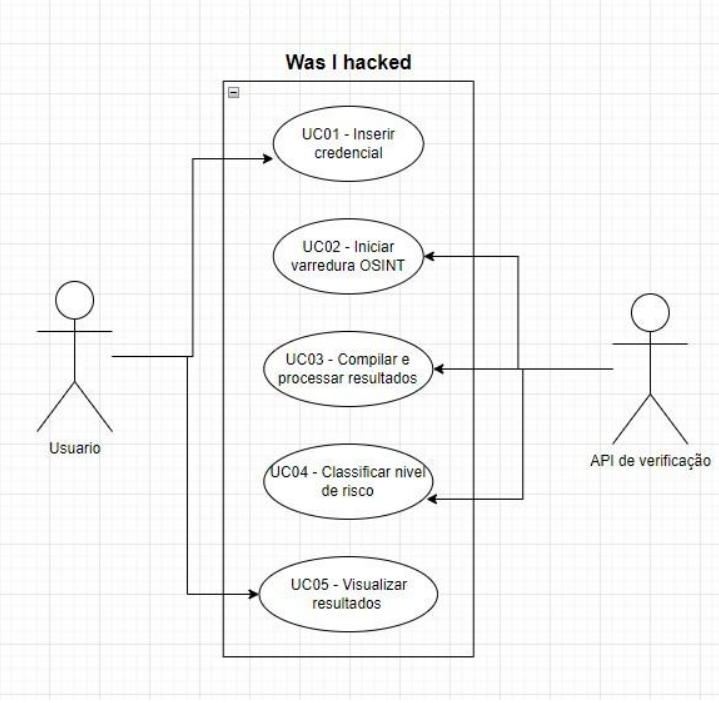 Was I hacked
UC01 - Inserir
credencial
UC02 - Iniciar
varredura OSINT
UC03 - Compilar e
processar resultados
UC04 - Classificar nivel
de risco
UC05 - Visualizar
resultados
Usuario
API de verificação